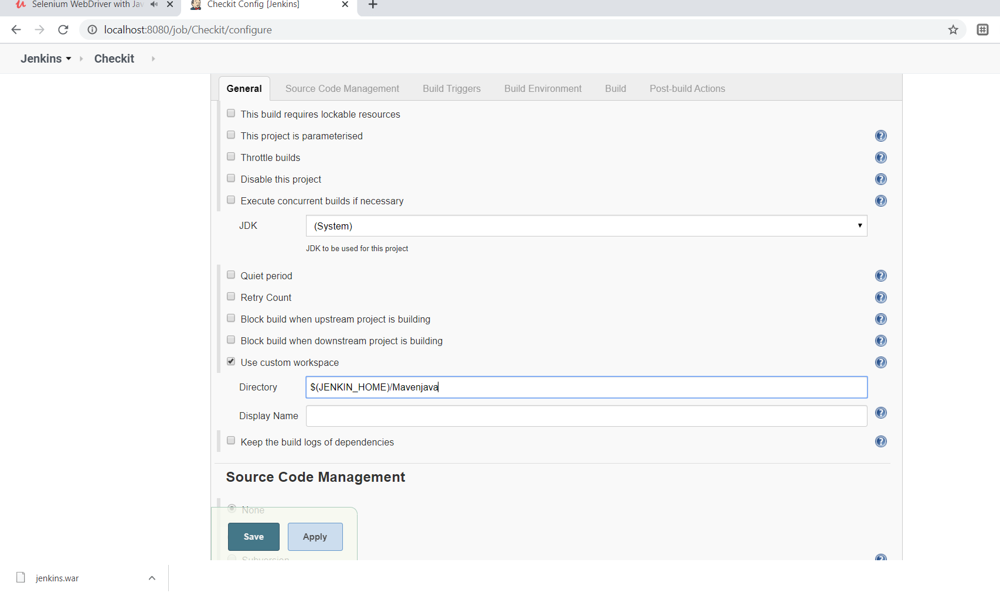 Selenium WebDriver with Jav
Checkit Config [Jenkins]
localhost:8080/job/Checkit/configure
Jenkins
Checkit
General
Source Code Management
Build Triggers
Build Environment
Build
Post-build Actions
This build requires lockable resources
This project is parameterised
Throttle builds
Disable this project
Execute concurrent builds if necessary
JDK
(System)
JDK to be used for this project
Quiet period
Retry Count
Block build when upstream project is building
Block build when downstream project is building
Use custom workspace
Directory
$(JENKIN_HOME)/Mavenjava
Display Name
Keep the build logs of dependencies
Source Code Management
None
Save
Apply
Subversion
jenkins.war